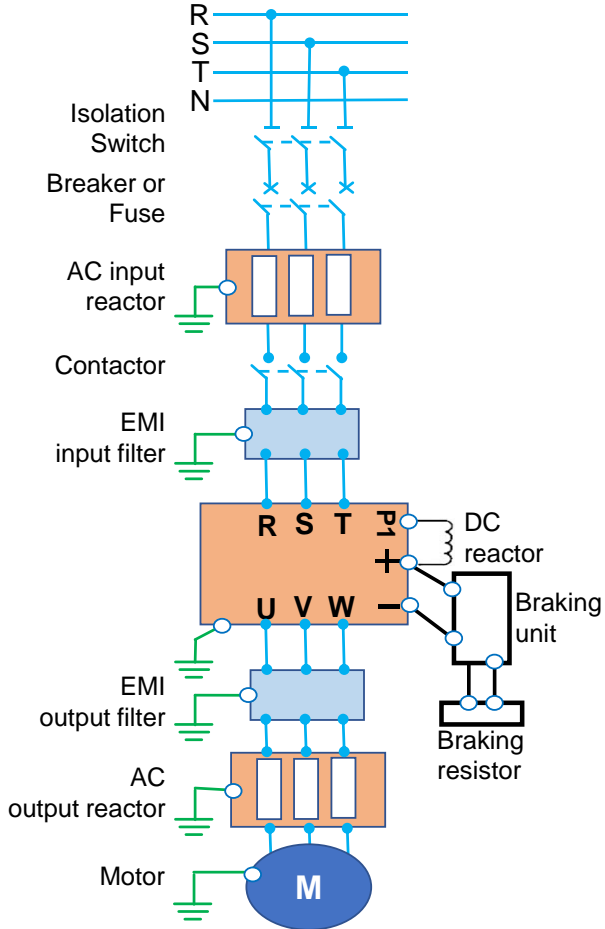 R
S
T
N
Isolation
Switch
Breaker or
Fuse
AC input
reactor
Contactor
EMI
input filter
R S T P1
DC
reactor
+
Braking
unit
U V W −
EMI
output filter
Braking
resistor
AC
output reactor
Motor
M